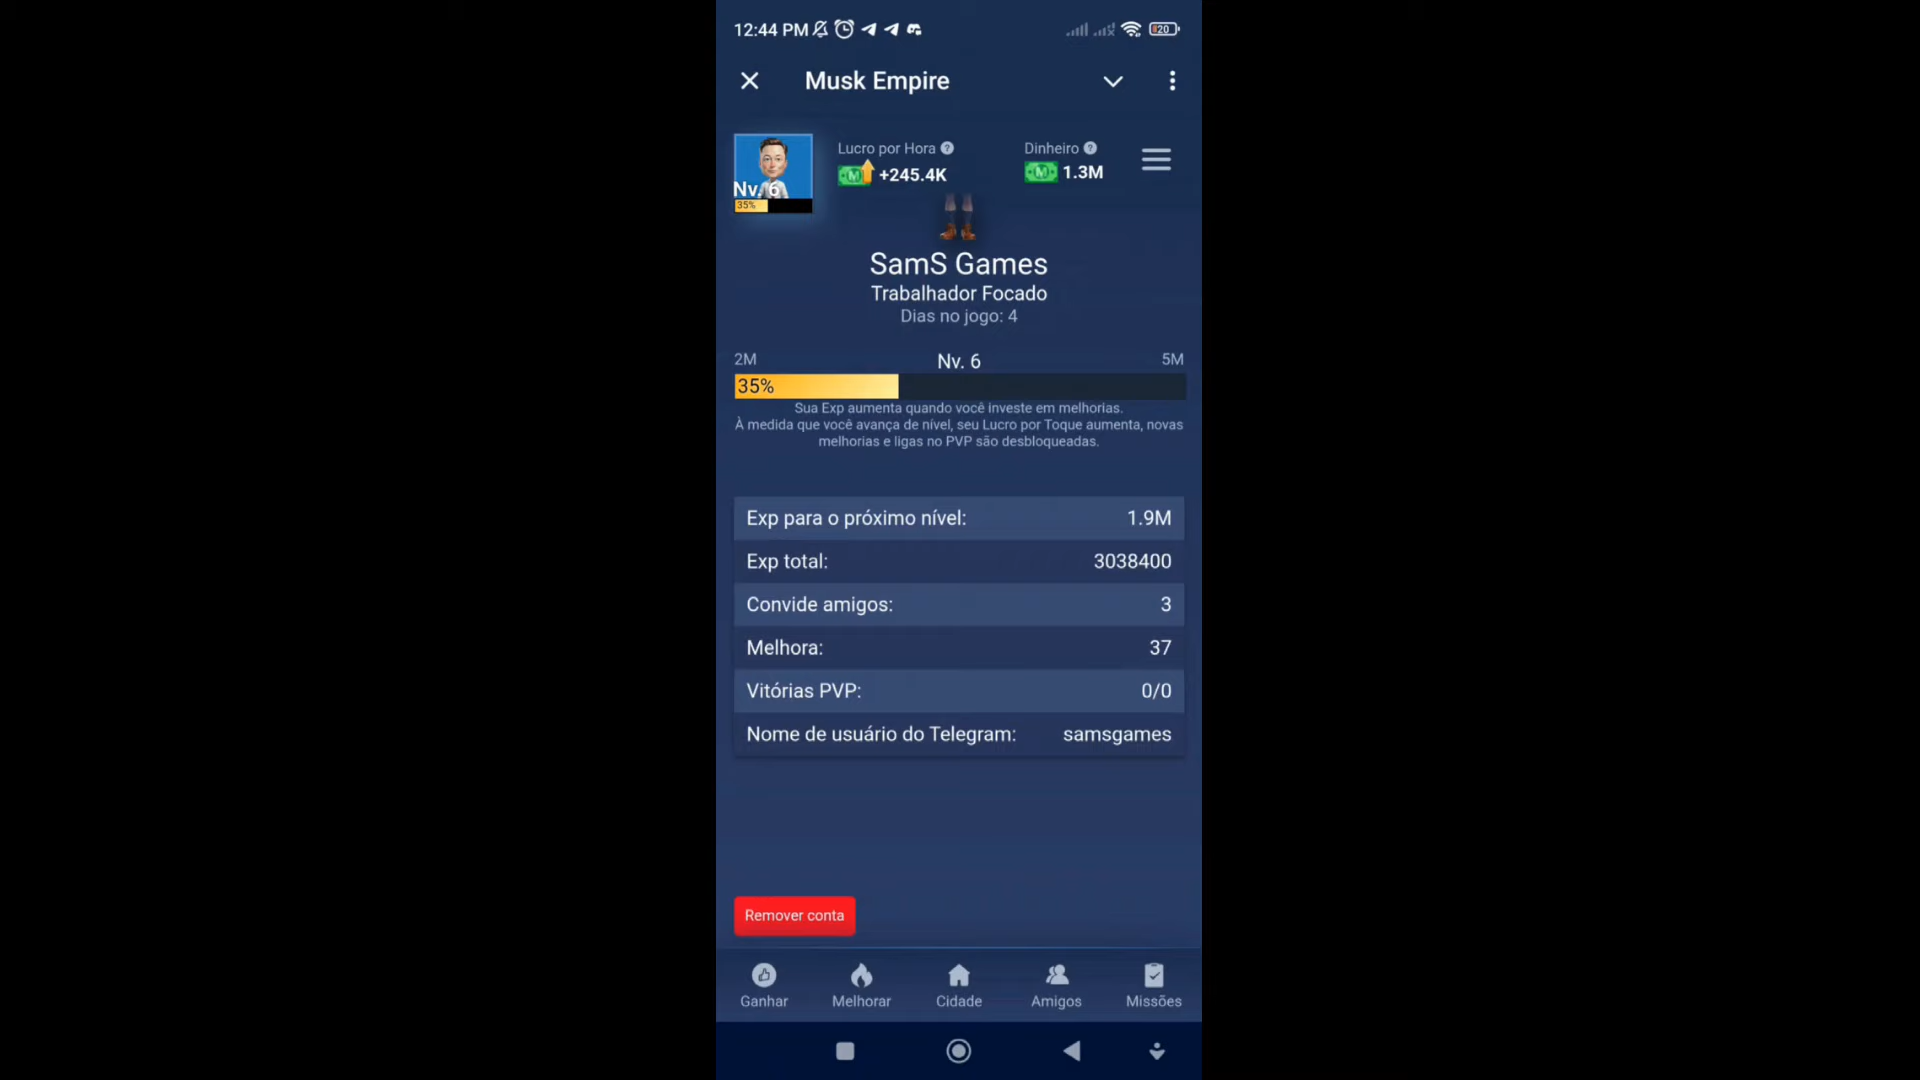 12:44 PM
20
Musk Empire
Lucro por Hora
Dinheiro
+245.4K
1.3M
Nv. 6
35%
SamS Games
Trabalhador Focado
Dias no jogo: 4
2M
Nv. 6
5M
35%
Sua Exp aumenta quando você investe em melhorias.
À medida que você avança de nível, seu Lucro por Toque aumenta, novas
melhorias e ligas no PVP são desbloqueadas.
Exp para o próximo nível: 1.9M
Exp total: 3038400
Convide amigos: 3
Melhora: 37
Vitórias PVP: 0/0
Nome de usuário do Telegram: samsgames
Remover conta
Ganhar
Melhorar
Cidade
Amigos
Missões